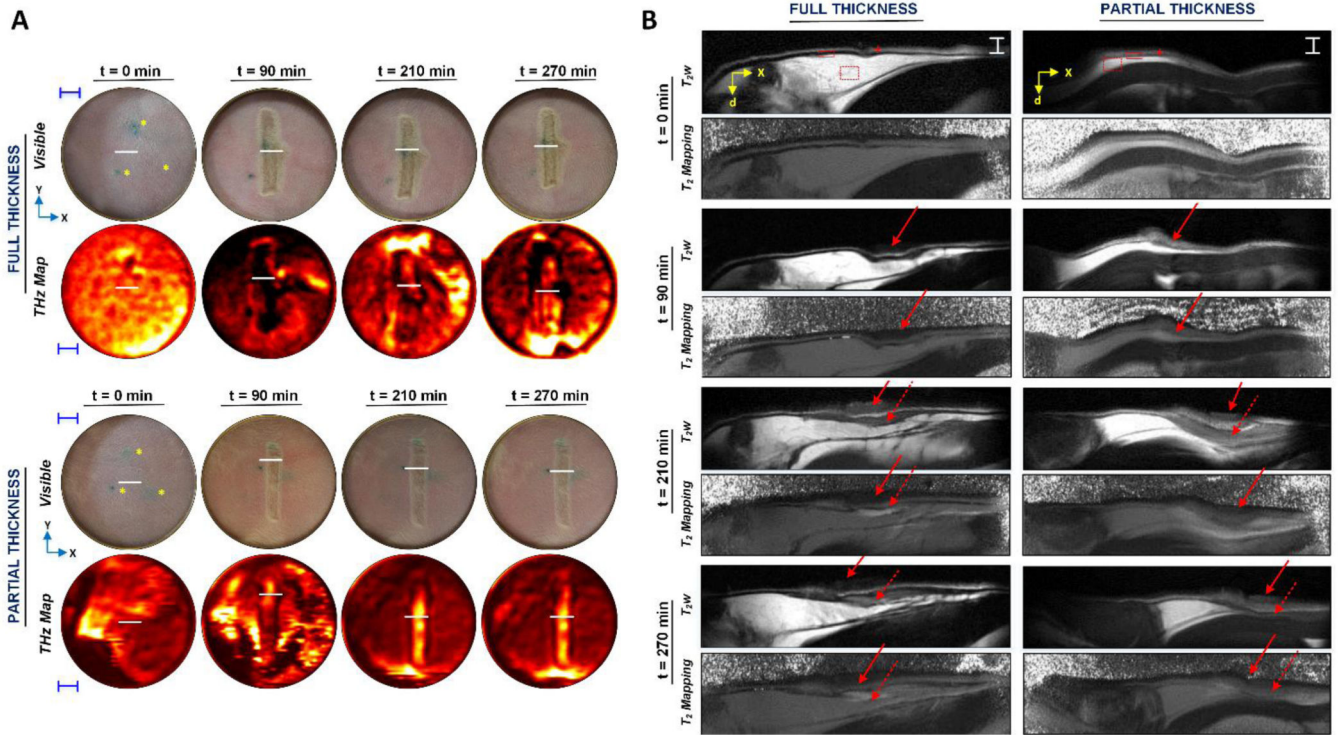 A
t = 0 min t = 90 min t = 210 min t = 270 min
FULL THICKNESS
Visible
Y
X
THz Map
t = 0 min t = 90 min t = 210 min t = 270 min
PARTIAL THICKNESS
Visible
Y
X
THz Map
B
FULL THICKNESS PARTIAL THICKNESS
t = 0 min
T₂W
X
d
X
d
T₂ Mapping
t = 90 min
T₂W
T₂ Mapping
t = 210 min
T₂W
T₂ Mapping
t = 270 min
T₂W
T₂ Mapping